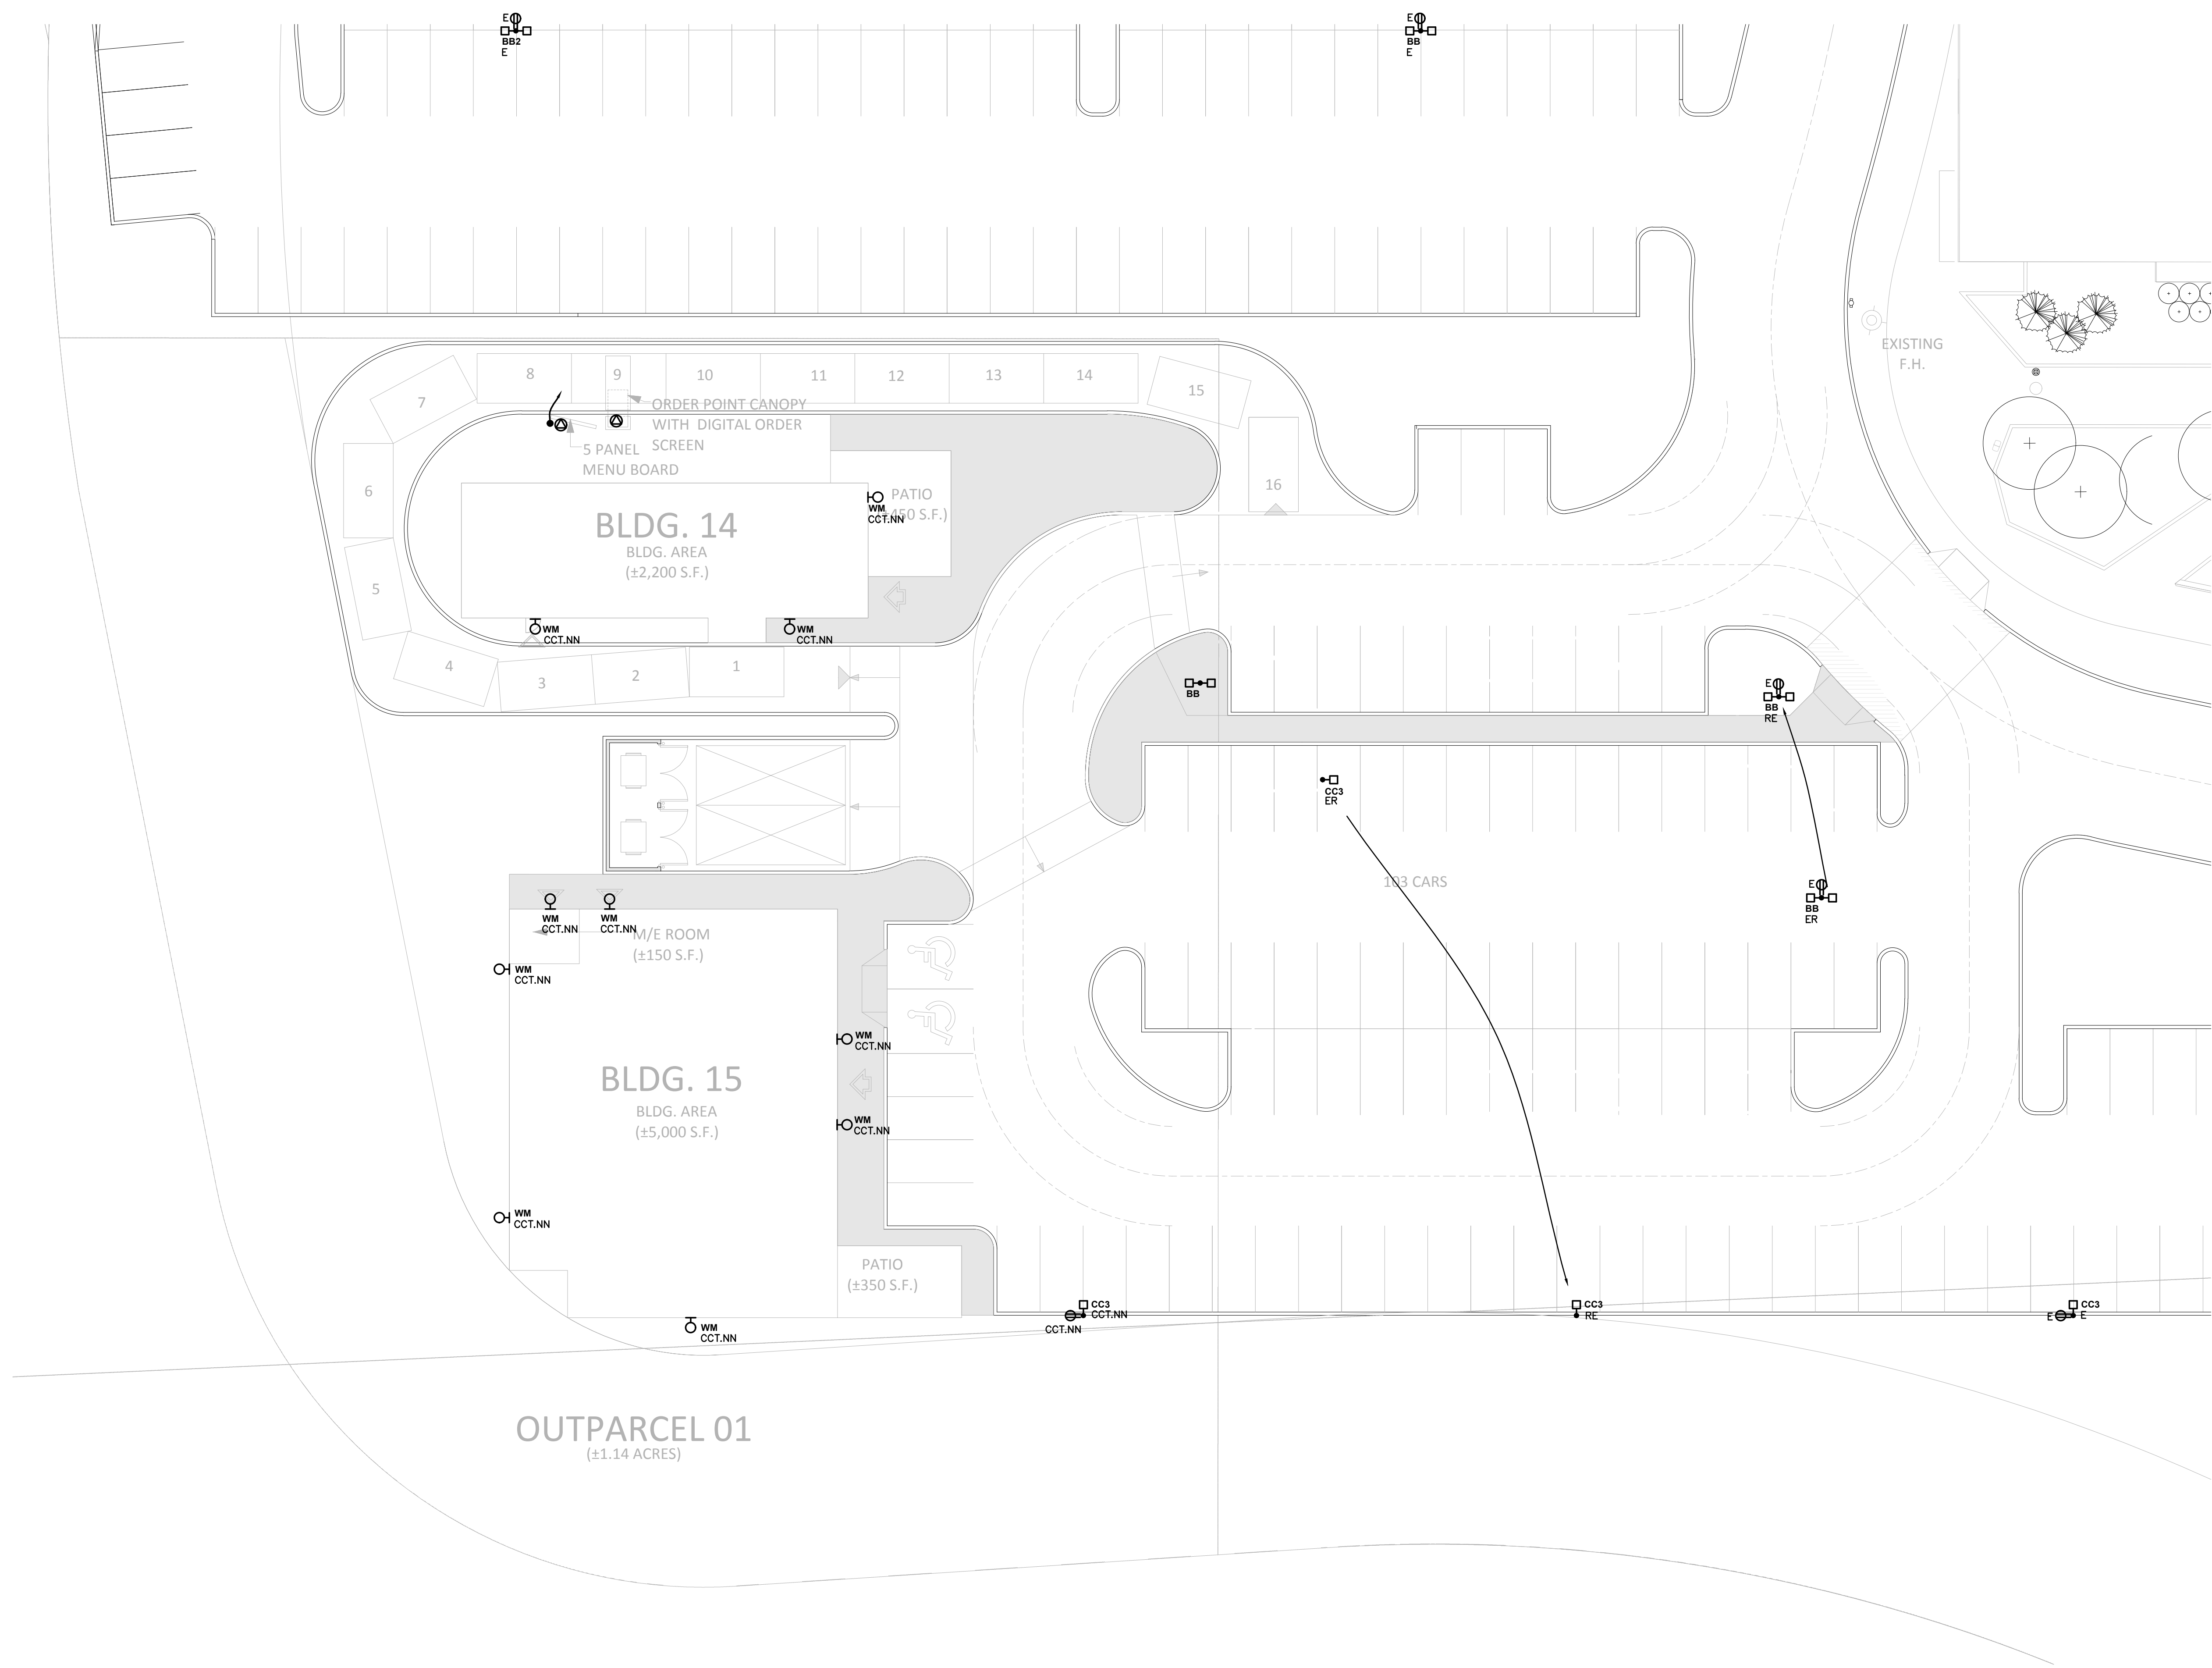 E
BB2
E
E
BB
E
8
9
10
11
12
13
14
15
7
ORDER POINT CANOPY
WITH DIGITAL ORDER
SCREEN
5 PANEL
MENU BOARD
EXISTING
F.H.
6
16
WM
CCT.NN
PATIO
450 S.F.)
BLDG. 14
BLDG. AREA
(±2,200 S.F.)
5
WM
CCT.NN
WM
CCT.NN
4
3
2
1
BB
E
BB
RE
CC3
ER
103 CARS
E
BB
ER
WM
CCT.NN
WM
CCT.NN
M/E ROOM
(±150 S.F.)
WM
CCT.NN
WM
CCT.NN
BLDG. 15
BLDG. AREA
(±5,000 S.F.)
WM
CCT.NN
WM
CCT.NN
PATIO
(±350 S.F.)
WM
CCT.NN
CC3
CCT.NN
CCT.NN
CC3
RE
CC3
E
E
OUTPARCEL 01
(±1.14 ACRES)